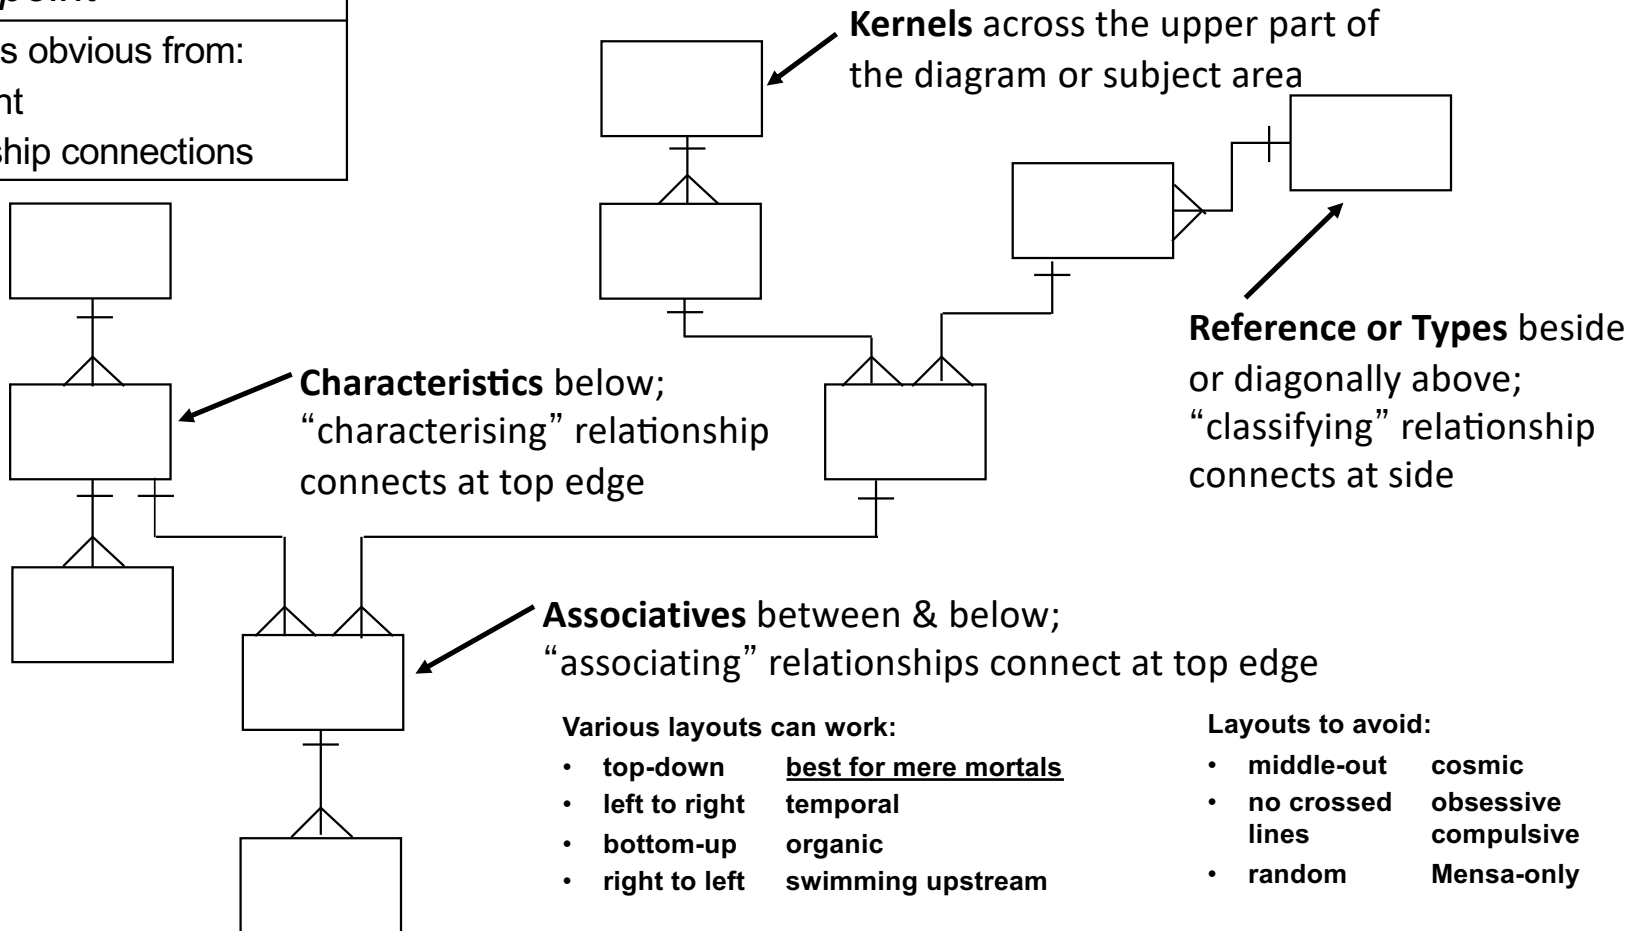 point
s obvious from:
nt
ship connections
Kernels across the upper part of
the diagram or subject area
Reference or Types beside
or diagonally above;
“classifying” relationship
connects at side
Characteristics below;
“characterising” relationship
connects at top edge
Associatives between & below;
“associating” relationships connect at top edge
Various layouts can work:
• top-down best for mere mortals
• left to right temporal
• bottom-up organic
• right to left swimming upstream
Layouts to avoid:
• middle-out cosmic
• no crossed obsessive
lines compulsive
• random Mensa-only